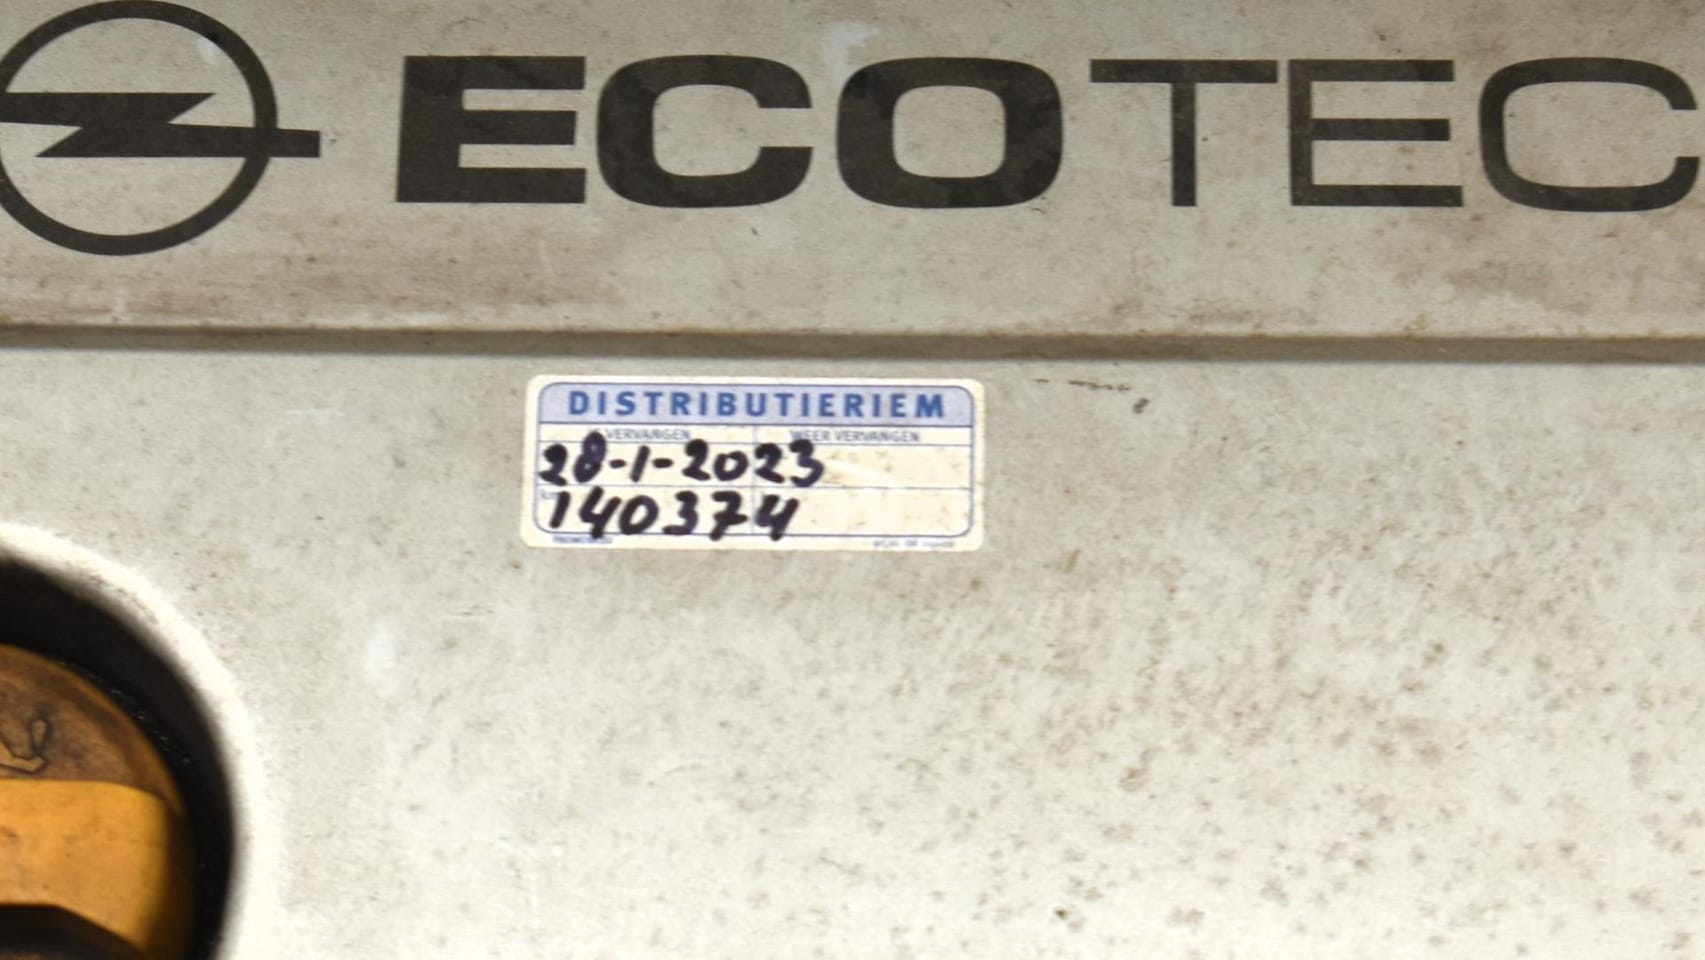 ECOTEC
DISTRIBUTIERIEM
VERVANGEN WEER VERVANGEN
28-1-2023
140374